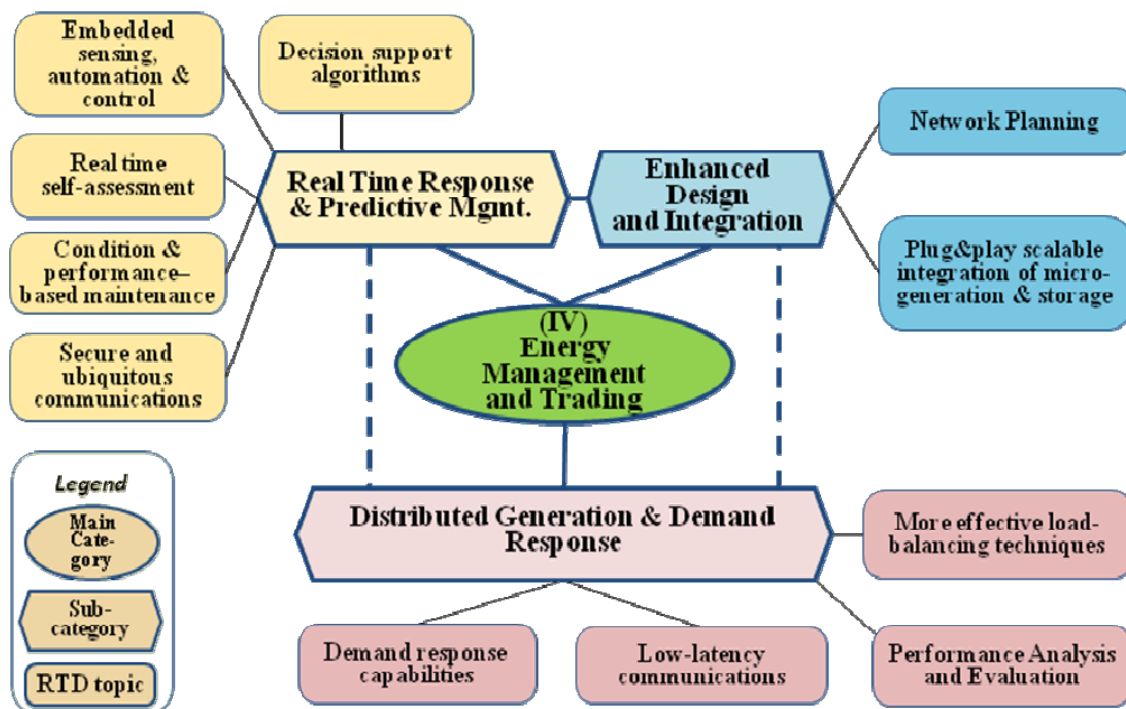 Embedded
sensing,
automation &
control
Decision support
algorithms
Real time
self-assessment
Condition &
performance–
based maintenance
Secure and
ubiquitous
communications
Real Time Response
& Predictive Mgmt.
Enhanced
Design
and Integration
Network Planning
Plug&play scalable
integration of micro-
generation & storage
(IV)
Energy
Management
and Trading
Distributed Generation & Demand
Response
More effective load-
balancing techniques
Demand response
capabilities
Low-latency
communications
Performance Analysis
and Evaluation
Legend
Main
Cate-
gory
Sub-
category
RTD topic